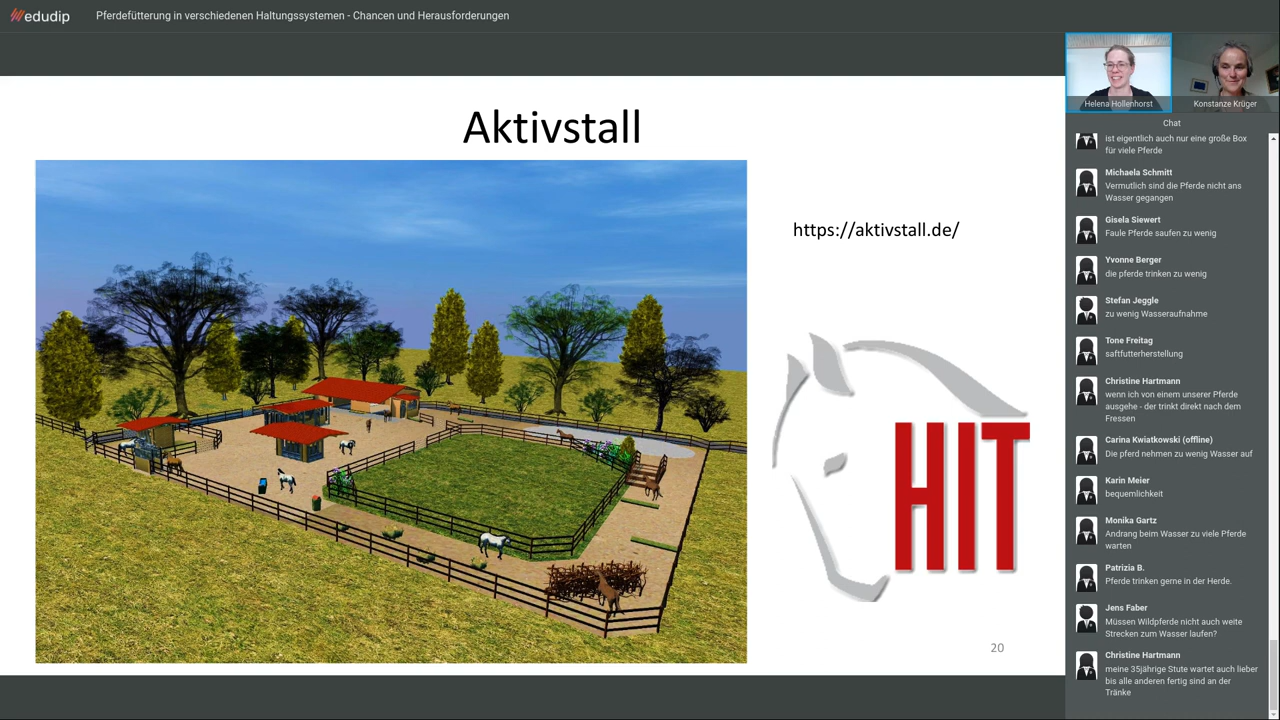 edudip
Pferdefütterung in verschiedenen Haltungssystemen - Chancen und Herausforderungen
Aktivstall
https://aktivstall.de/
HIT
20
Helena Hollenhorst
Konstanze Krüger
Chat
ist eigentlich auch nur eine große Box
für viele Pferde
Michaela Schmitt
Vermutlich sind die Pferde nicht ans
Wasser gegangen
Gisela Siewert
Faule Pferde saufen zu wenig
Yvonne Berger
die pferde trinken zu wenig
Stefan Jeggle
zu wenig Wasseraufnahme
Tone Freitag
saftfutterherstellung
Christine Hartmann
wenn ich von einem unserer Pferde
ausgehe - der trinkt direkt nach dem
Fressen
Carina Kwiatkowski (offline)
Die pferd nehmen zu wenig Wasser auf
Karin Meier
bequemlichkeit
Monika Gartz
Andrang beim Wasser zu viele Pferde
warten
Patrizia B.
Pferde trinken gerne in der Herde.
Jens Faber
Müssen Wildpferde nicht auch weite
Strecken zum Wasser laufen?
Christine Hartmann
meine 35jährige Stute wartet auch lieber
bis alle anderen fertig sind an der
Tränke